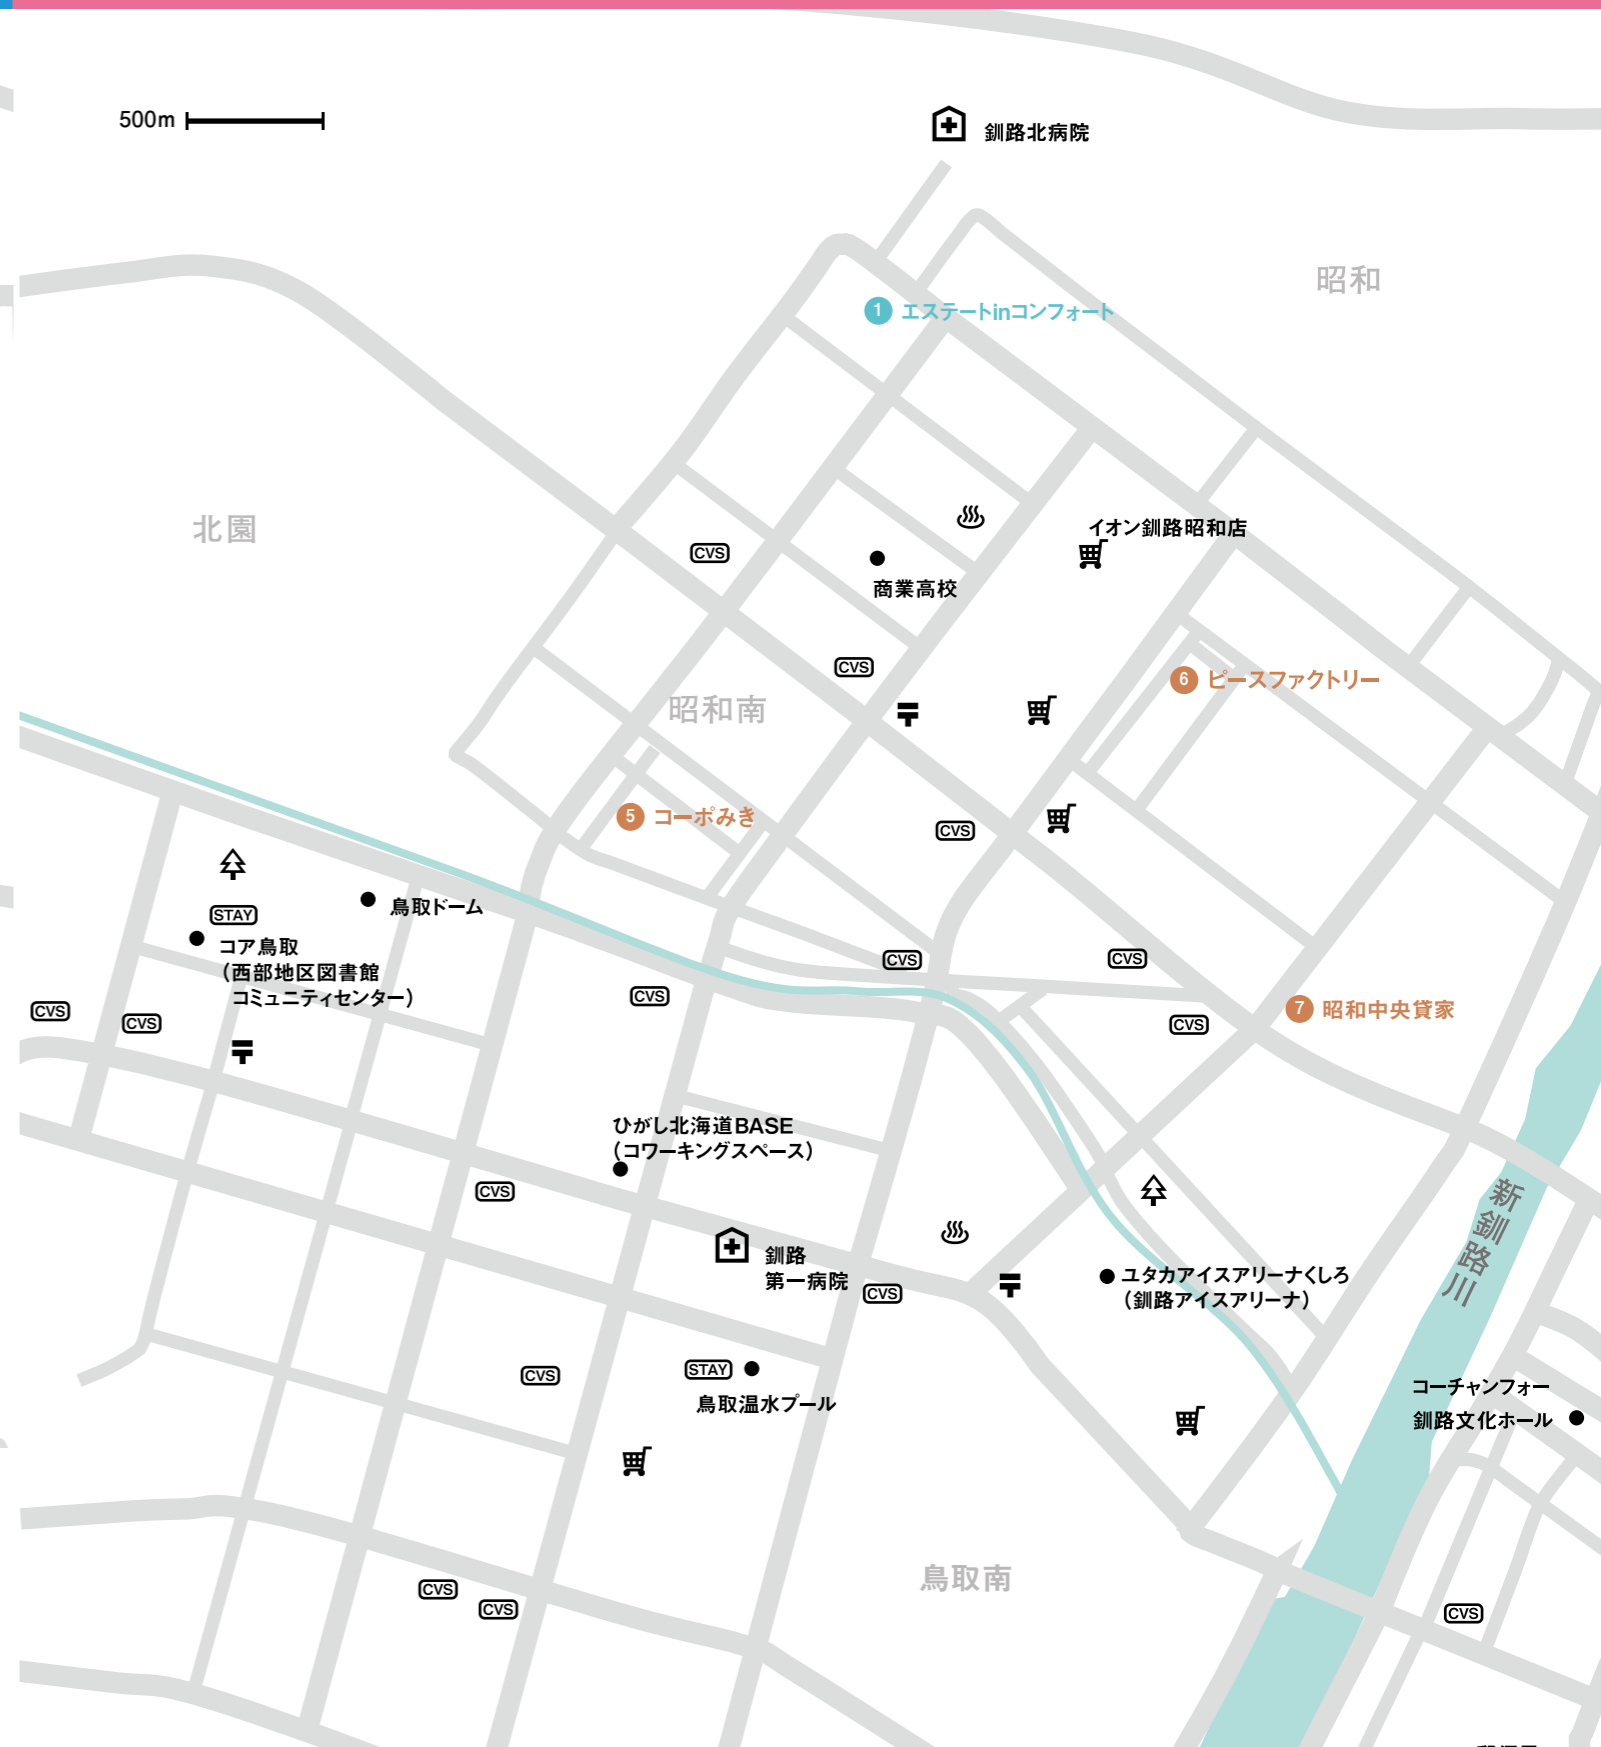 500m
釧路北病院
昭和
1 エステートinコンフォート
北園
イオン釧路昭和店
CVS
商業高校
CVS
6 ピースファクトリー
昭和南
5 コーポみき
CVS
鳥取ドーム
STAY
コア鳥取
（西部地区図書館
コミュニティセンター）
CVS
CVS
CVS
CVS
CVS
7 昭和中央貸家
CVS
CVS
ひがし北海道BASE
（コワーキングスペース）
CVS
新釧路川
釧路
第一病院
CVS
ユタカアイスアリーナくしろ
（釧路アイスアリーナ）
STAY
鳥取温水プール
CVS
コーチャンフォー
釧路文化ホール
鳥取南
CVS
CVS
CVS